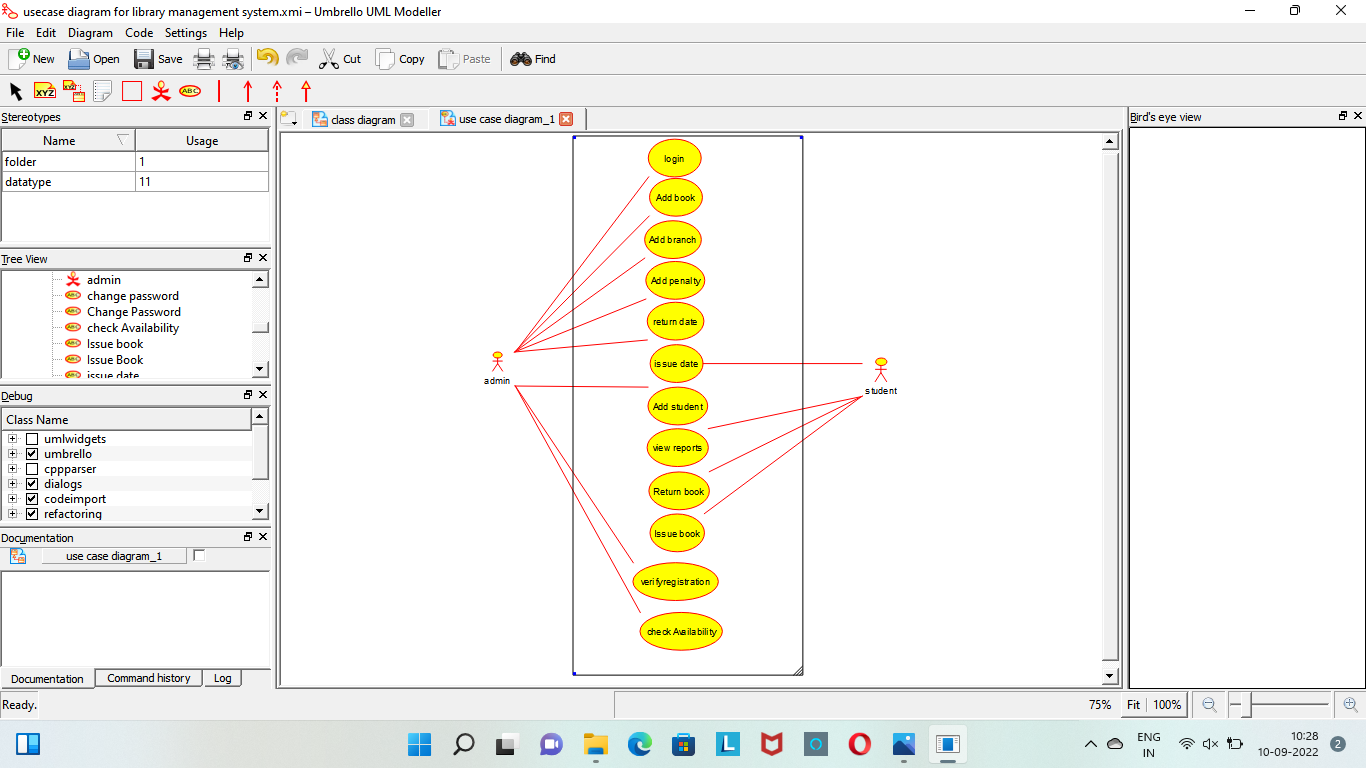 usecase diagram for library management system.xmi – Umbrello UML Modeller
File Edit Diagram Code Settings Help
New Open Save Cut Copy Paste Find
XYZ XYZ ABC
Stereotypes
Name Usage
folder 1
datatype 11
Tree View
admin
change password
Change Password
check Availability
Issue book
Issue Book
issue date
Debug
Class Name
umlwidgets
umbrello
cppparser
dialogs
codeimport
refactoring
Documentation
use case diagram_1
Documentation Command history Log
class diagram use case diagram_1
login
Add book
Add branch
Add penalty
return date
issue date
Add student
view reports
Return book
Issue book
verifyregistration
check Availability
admin
student
Bird's eye view
Ready.
75% Fit 100%
L
ENG
IN
10:28
10-09-2022
2